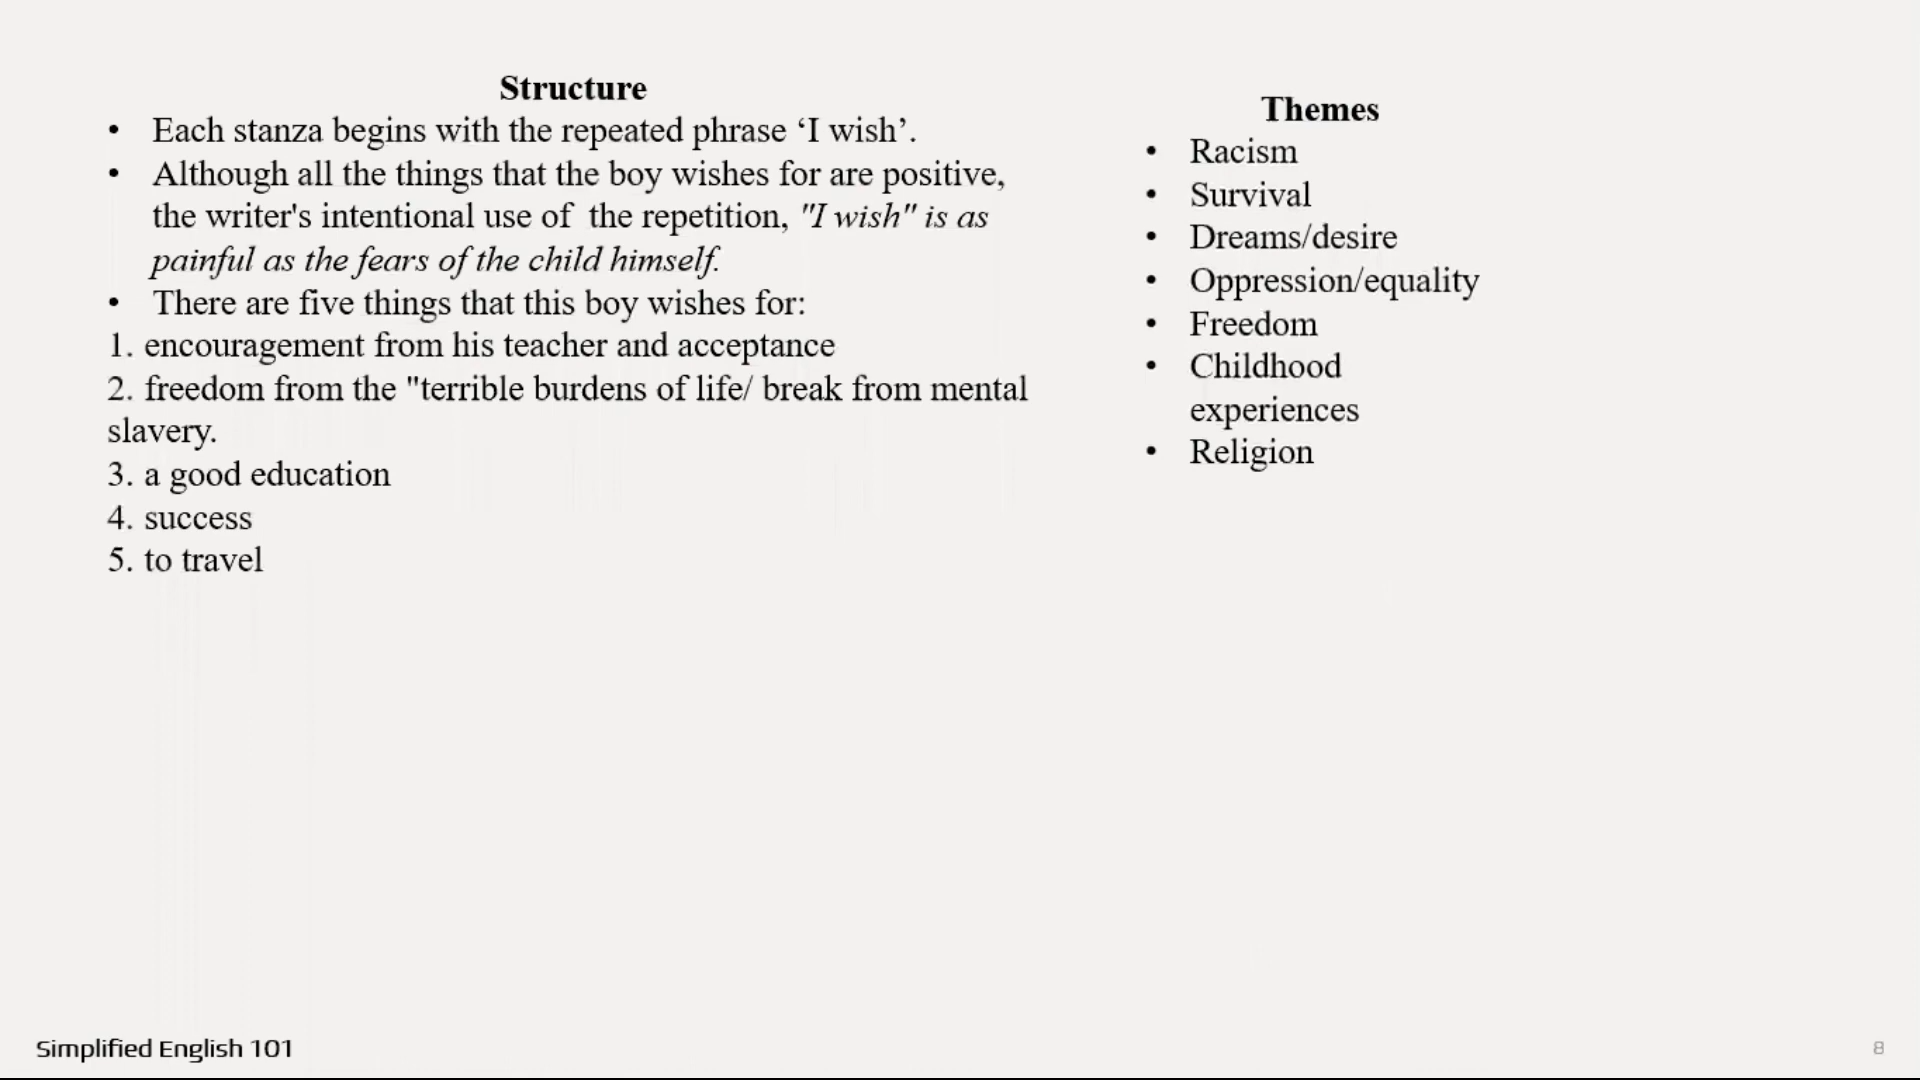 Structure
• Each stanza begins with the repeated phrase ‘I wish’.
• Although all the things that the boy wishes for are positive,
the writer's intentional use of  the repetition, "I wish" is as
painful as the fears of the child himself.
• There are five things that this boy wishes for:
1. encouragement from his teacher and acceptance
2. freedom from the "terrible burdens of life/ break from mental
slavery.
3. a good education
4. success
5. to travel
Themes
• Racism
• Survival
• Dreams/desire
• Oppression/equality
• Freedom
• Childhood
experiences
• Religion
Simplified English 101
8